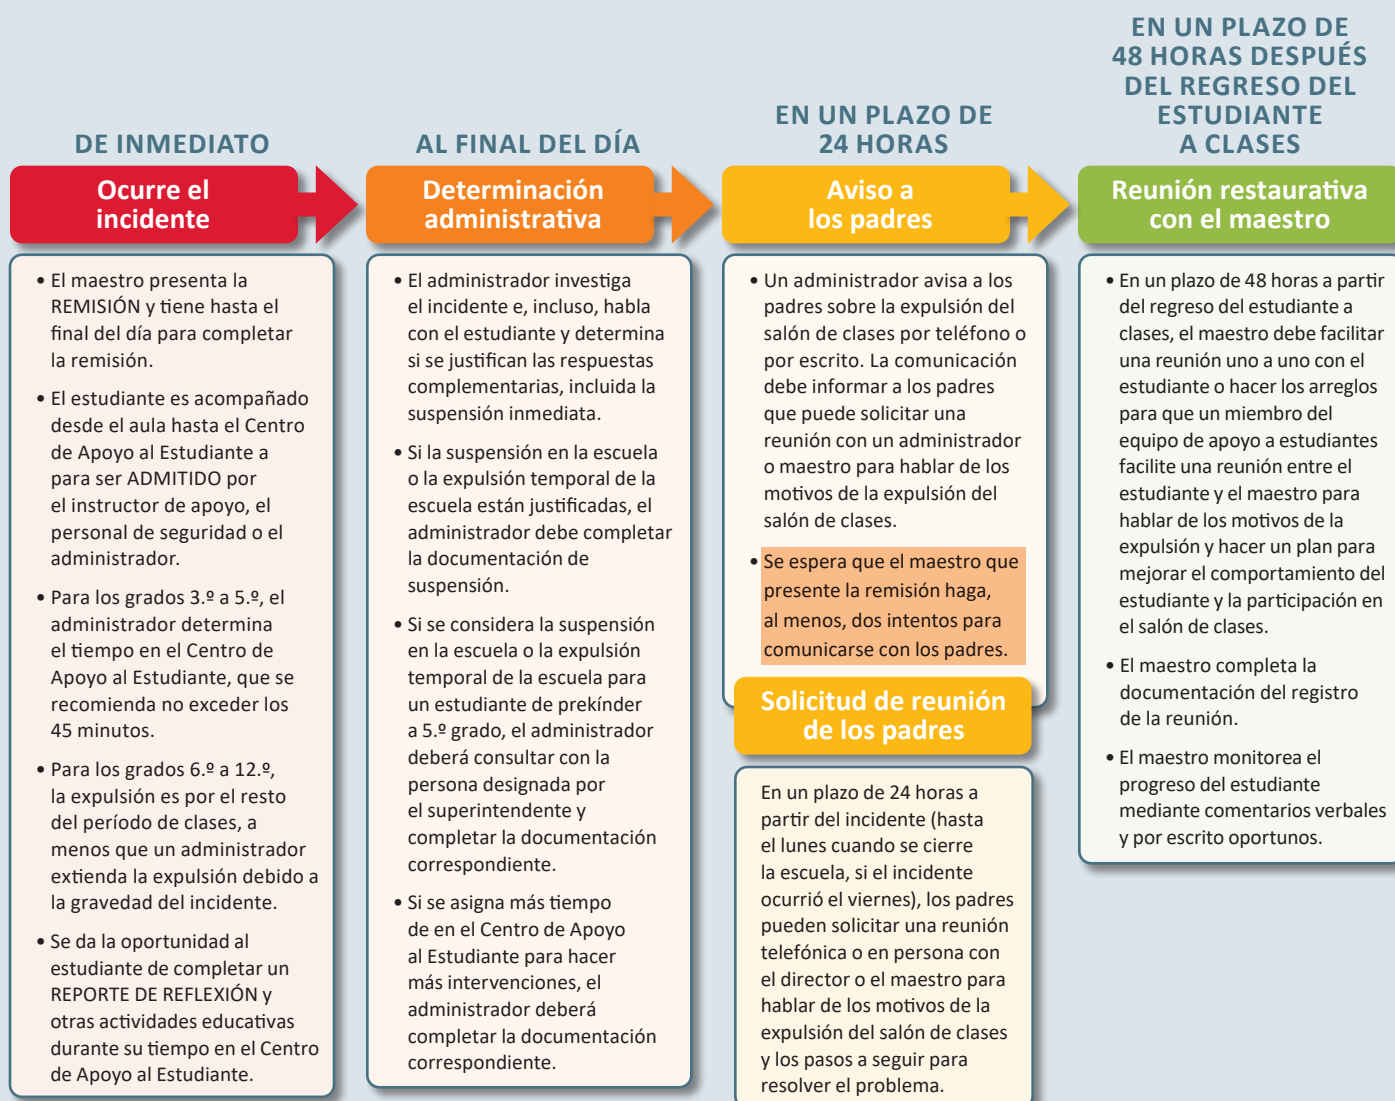 DE INMEDIATO
Ocurre el
incidente
• El maestro presenta la
REMISIÓN y tiene hasta el
final del día para completar
la remisión.
• El estudiante es acompañado
desde el aula hasta el Centro
de Apoyo al Estudiante a
para ser ADMITIDO por
el instructor de apoyo, el
personal de seguridad o el
administrador.
• Para los grados 3.º a 5.º, el
administrador determina
el tiempo en el Centro de
Apoyo al Estudiante, que se
recomienda no exceder los
45 minutos.
• Para los grados 6.º a 12.º,
la expulsión es por el resto
del período de clases, a
menos que un administrador
extienda la expulsión debido a
la gravedad del incidente.
• Se da la oportunidad al
estudiante de completar un
REPORTE DE REFLEXIÓN y
otras actividades educativas
durante su tiempo en el Centro
de Apoyo al Estudiante.
AL FINAL DEL DÍA
Determinación
administrativa
• El administrador investiga
el incidente e, incluso, habla
con el estudiante y determina
si se justifican las respuestas
complementarias, incluida la
suspensión inmediata.
• Si la suspensión en la escuela
o la expulsión temporal de la
escuela están justificadas, el
administrador debe completar
la documentación de
suspensión.
• Si se considera la suspensión
en la escuela o la expulsión
temporal de la escuela para
un estudiante de prekínder
a 5.º grado, el administrador
deberá consultar con la
persona designada por
el superintendente y
completar la documentación
correspondiente.
• Si se asigna más tiempo
de en el Centro de Apoyo
al Estudiante para hacer
más intervenciones, el
administrador deberá
completar la documentación
correspondiente.
EN UN PLAZO DE
24 HORAS
Aviso a
los padres
• Un administrador avisa a los
padres sobre la expulsión del
salón de clases por teléfono o
por escrito. La comunicación
debe informar a los padres
que puede solicitar una
reunión con un administrador
o maestro para hablar de los
motivos de la expulsión del
salón de clases.
• Se espera que el maestro que
presente la remisión haga,
al menos, dos intentos para
comunicarse con los padres.
Solicitud de reunión
de los padres
En un plazo de 24 horas a
partir del incidente (hasta
el lunes cuando se cierre
la escuela, si el incidente
ocurrió el viernes), los padres
pueden solicitar una reunión
telefónica o en persona con
el director o el maestro para
hablar de los motivos de la
expulsión del salón de clases
y los pasos a seguir para
resolver el problema.
EN UN PLAZO DE
48 HORAS DESPUÉS
DEL REGRESO DEL
ESTUDIANTE
A CLASES
Reunión restaurativa
con el maestro
• En un plazo de 48 horas a partir
del regreso del estudiante a
clases, el maestro debe facilitar
una reunión uno a uno con el
estudiante o hacer los arreglos
para que un miembro del
equipo de apoyo a estudiantes
facilite una reunión entre el
estudiante y el maestro para
hablar de los motivos de la
expulsión y hacer un plan para
mejorar el comportamiento del
estudiante y la participación en
el salón de clases.
• El maestro completa la
documentación del registro
de la reunión.
• El maestro monitorea el
progreso del estudiante
mediante comentarios verbales
y por escrito oportunos.